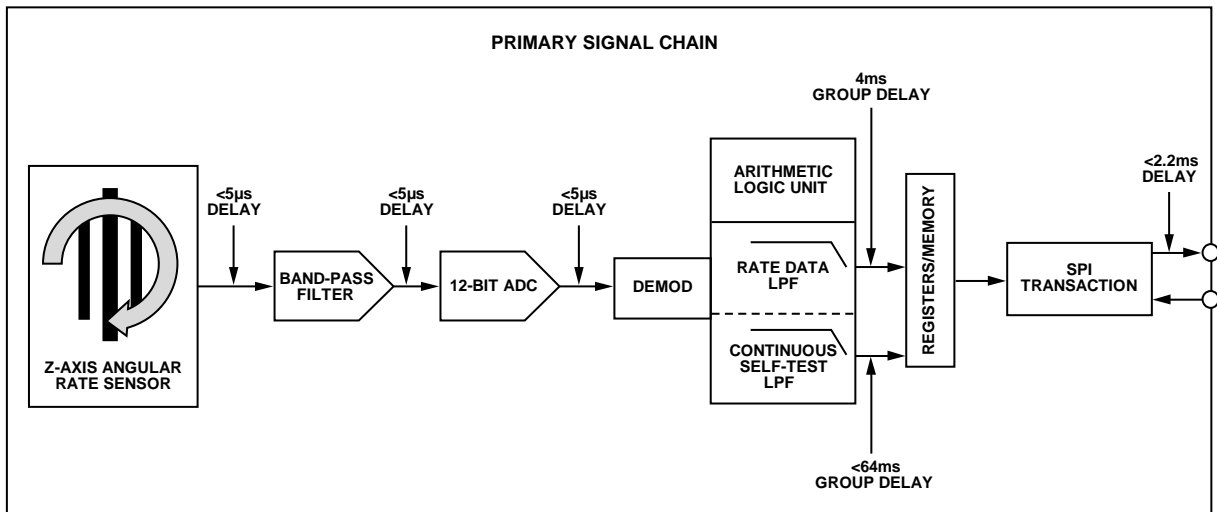 PRIMARY SIGNAL CHAIN
4ms
GROUP DELAY
<5µs
DELAY
<5µs
DELAY
<5µs
DELAY
ARITHMETIC
LOGIC UNIT
<2.2ms
DELAY
Z-AXIS ANGULAR
RATE SENSOR
BAND-PASS
FILTER
12-BIT ADC
DEMOD
RATE DATA
LPF
CONTINUOUS
SELF-TEST
LPF
REGISTERS/MEMORY
SPI
TRANSACTION
<64ms
GROUP DELAY